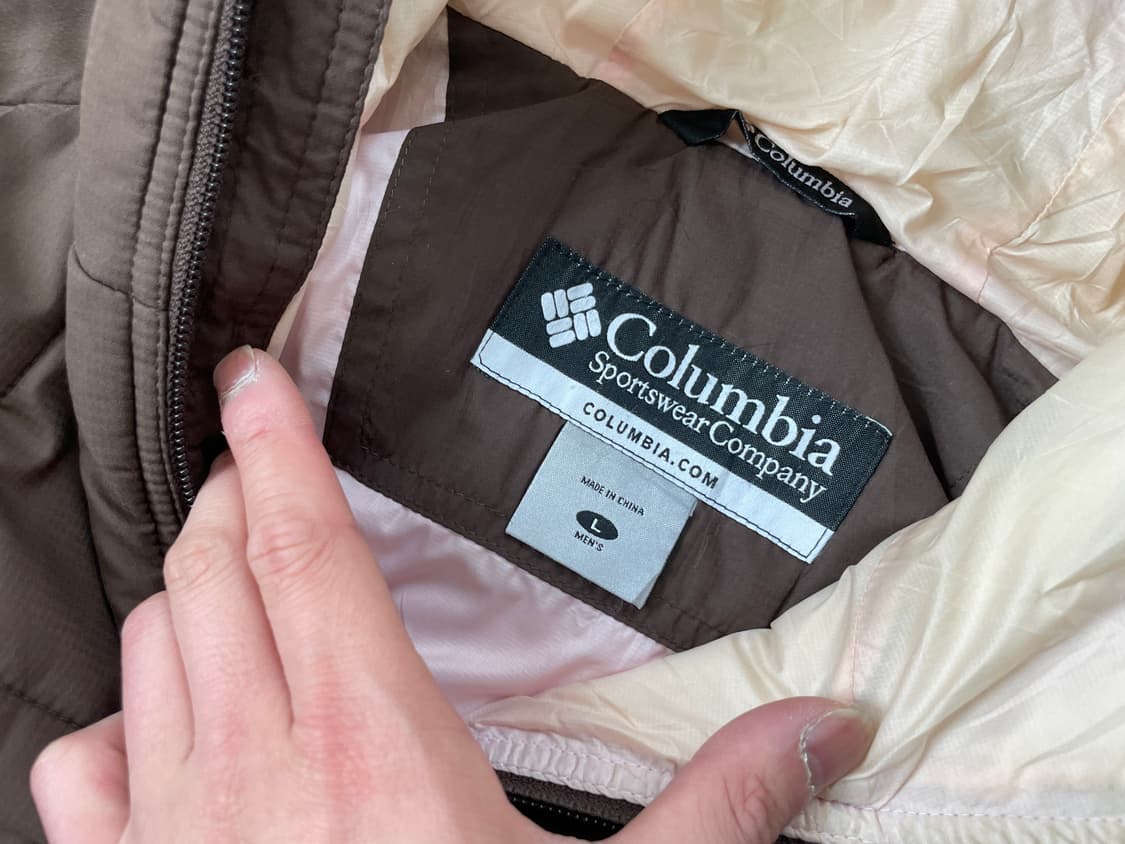 Columbia
Columbia
Sportswear Company
COLUMBIA.COM
MADE IN CHINA
L
MEN'S